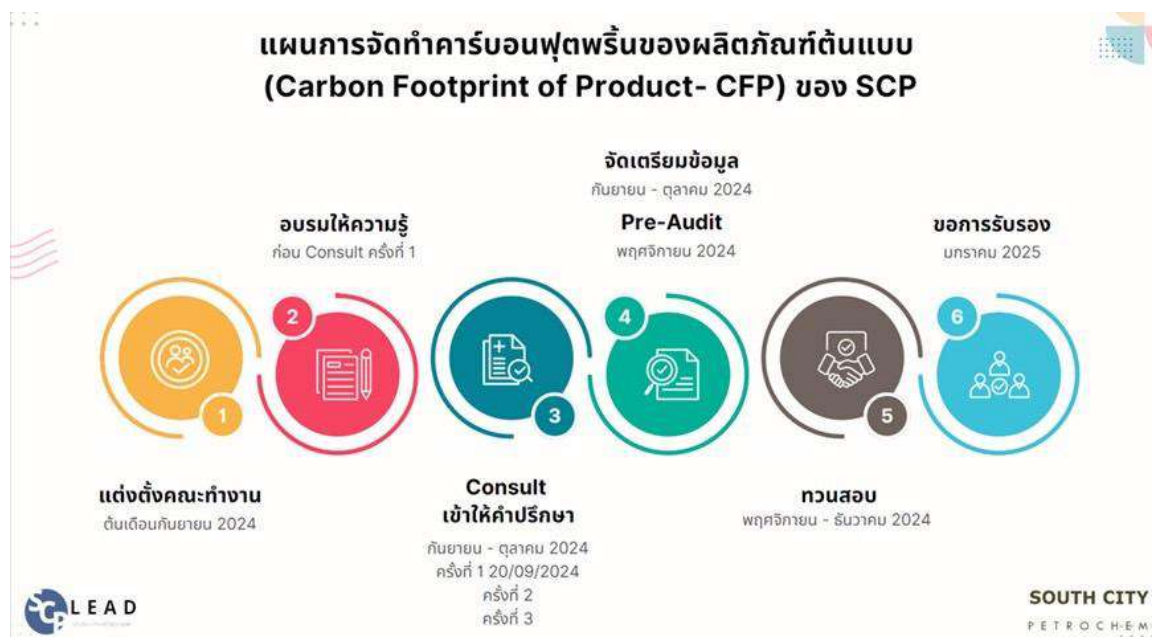 แผนการจัดทำคาร์บอนฟุตพริ้นของผลิตภัณฑ์ต้นแบบ
(Carbon Footprint of Product- CFP) ของ SCP
แต่งตั้งคณะทำงาน
ต้นเดือนกันยายน 2024
1
อบรมให้ความรู้
ก่อน Consult ครั้งที่ 1
2
3
Consult
เข้าให้คำปรึกษา
กันยายน - ตุลาคม 2024
ครั้งที่ 1 20/09/2024
ครั้งที่ 2
ครั้งที่ 3
จัดเตรียมข้อมูล
กันยายน - ตุลาคม 2024
Pre-Audit
พฤศจิกายน 2024
4
5
ทวนสอบ
พฤศจิกายน - ธันวาคม 2024
ขอการรับรอง
มกราคม 2025
6
SCP LEAD
SOUTH CITY
PETROCHEM